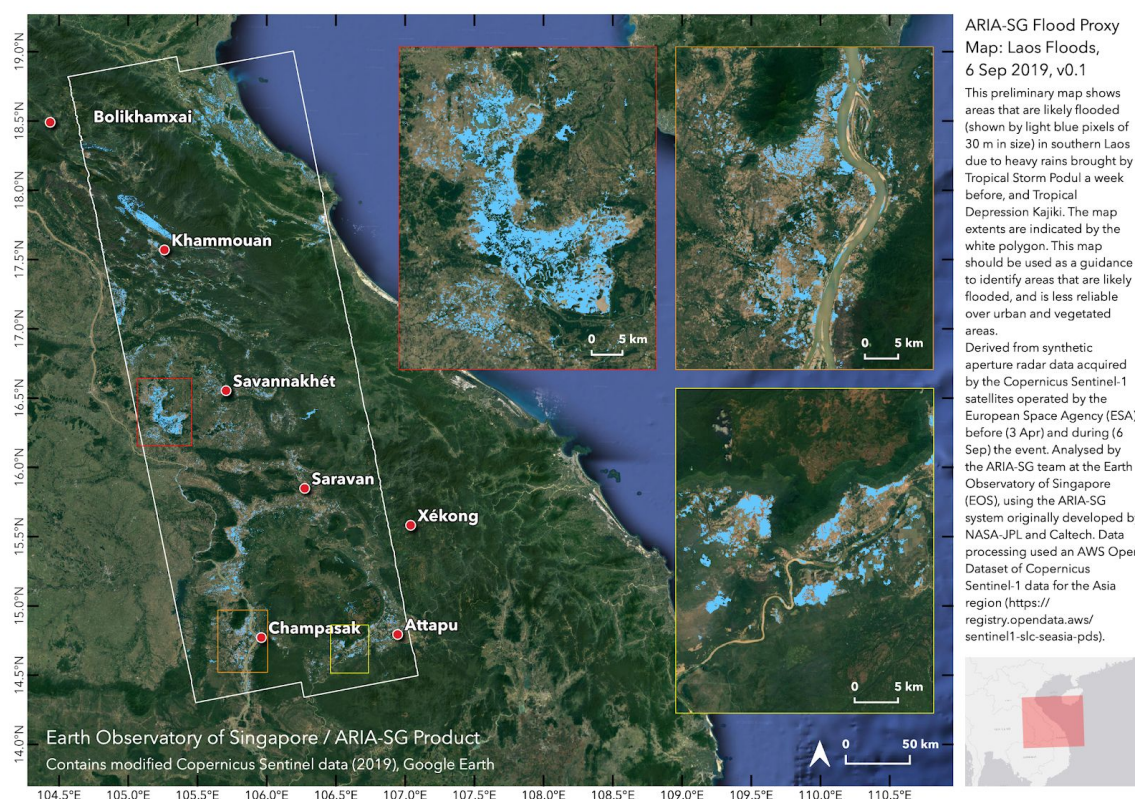 ARIA-SG Flood Proxy
Map: Laos Floods,
6 Sep 2019, v0.1
This preliminary map shows
areas that are likely flooded
(shown by light blue pixels of
30 m in size) in southern Laos
due to heavy rains brought by
Tropical Storm Podul a week
before, and Tropical
Depression Kajiki. The map
extents are indicated by the
white polygon. This map
should be used as a guidance
to identify areas that are likely
flooded, and is less reliable
over urban and vegetated
areas.
Derived from synthetic
aperture radar data acquired
by the Copernicus Sentinel-1
satellites operated by the
European Space Agency (ESA)
before (3 Apr) and during (6
Sep) the event. Analysed by
the ARIA-SG team at the Earth
Observatory of Singapore
(EOS), using the ARIA-SG
system originally developed b
NASA-JPL and Caltech. Data
processing used an AWS Open
Dataset of Copernicus
Sentinel-1 data for the Asia
region (https://
registry.opendata.aws/
sentinel1-slc-seasia-pds).
19.0°N
18.5°N
18.0°N
17.5°N
17.0°N
16.5°N
16.0°N
15.5°N
15.0°N
14.5°N
14.0°N
Bolikhamxai
Khammouan
Savannakhét
Saravan
Xékong
Champasak
Attapu
0 5 km
0 5 km
0 5 km
0 50 km
Earth Observatory of Singapore / ARIA-SG Product
Contains modified Copernicus Sentinel data (2019), Google Earth
104.5°E 105.0°E 105.5°E 106.0°E 106.5°E 107.0°E 107.5°E 108.0°E 108.5°E 109.0°E 109.5°E 110.0°E 110.5°E